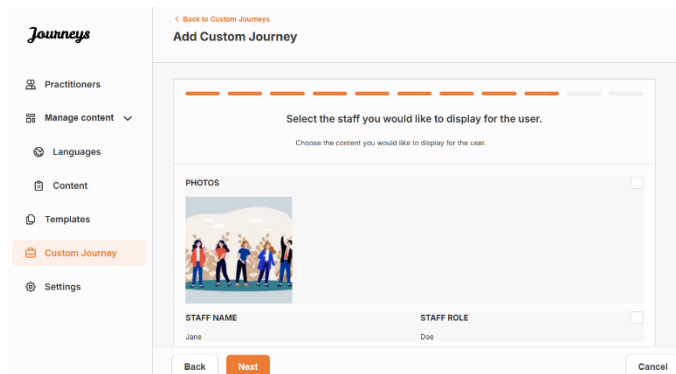 Journeys
Practitioners
Manage content
Languages
Content
Templates
Custom Journey
Settings
Back to Custom Journeys
Add Custom Journey
Select the staff you would like to display for the user.
Choose the content you would like to display for the user.
PHOTOS
STAFF NAME STAFF ROLE
Jane Doe
Back Next Cancel